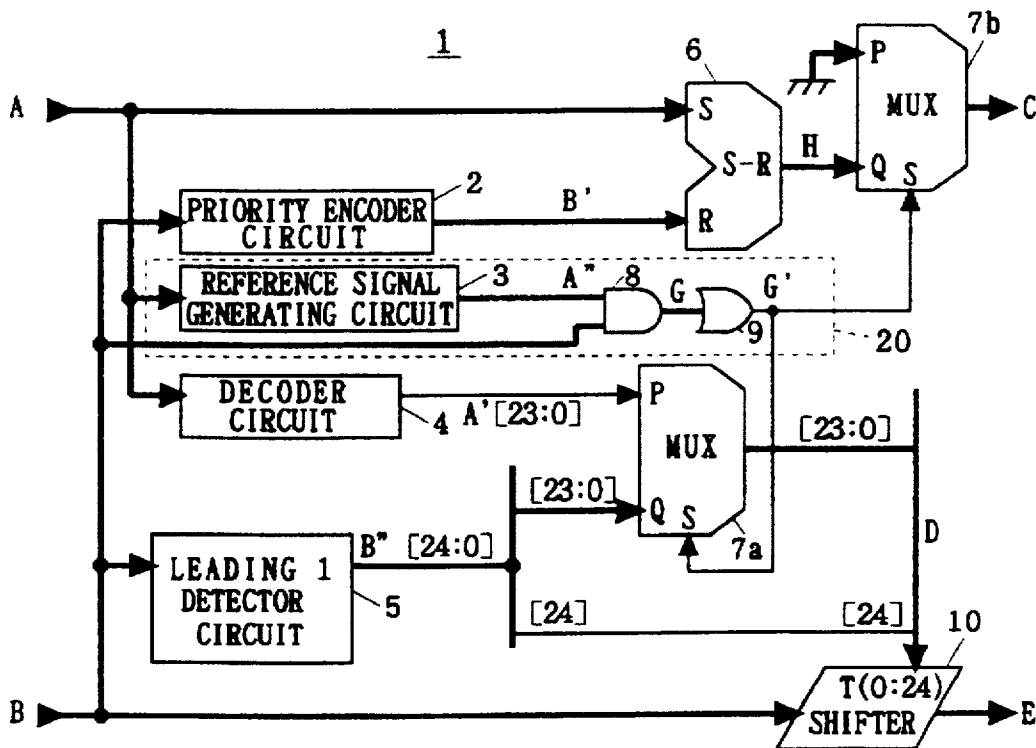 1
7b
6
P
MUX
C
A
S
H
S-R
Q
S
2
PRIORITY ENCODER
CIRCUIT
B'
R
REFERENCE SIGNAL
GENERATING CIRCUIT
3
A"
8
G
G'
9
20
DECODER
CIRCUIT
4
A' [23:0]
P
MUX
[23:0]
[23:0]
Q
S
7a
D
LEADING 1
DETECTOR
CIRCUIT
5
B" [24:0]
[24]
[24]
10
B
T(0:24)
SHIFTER
E